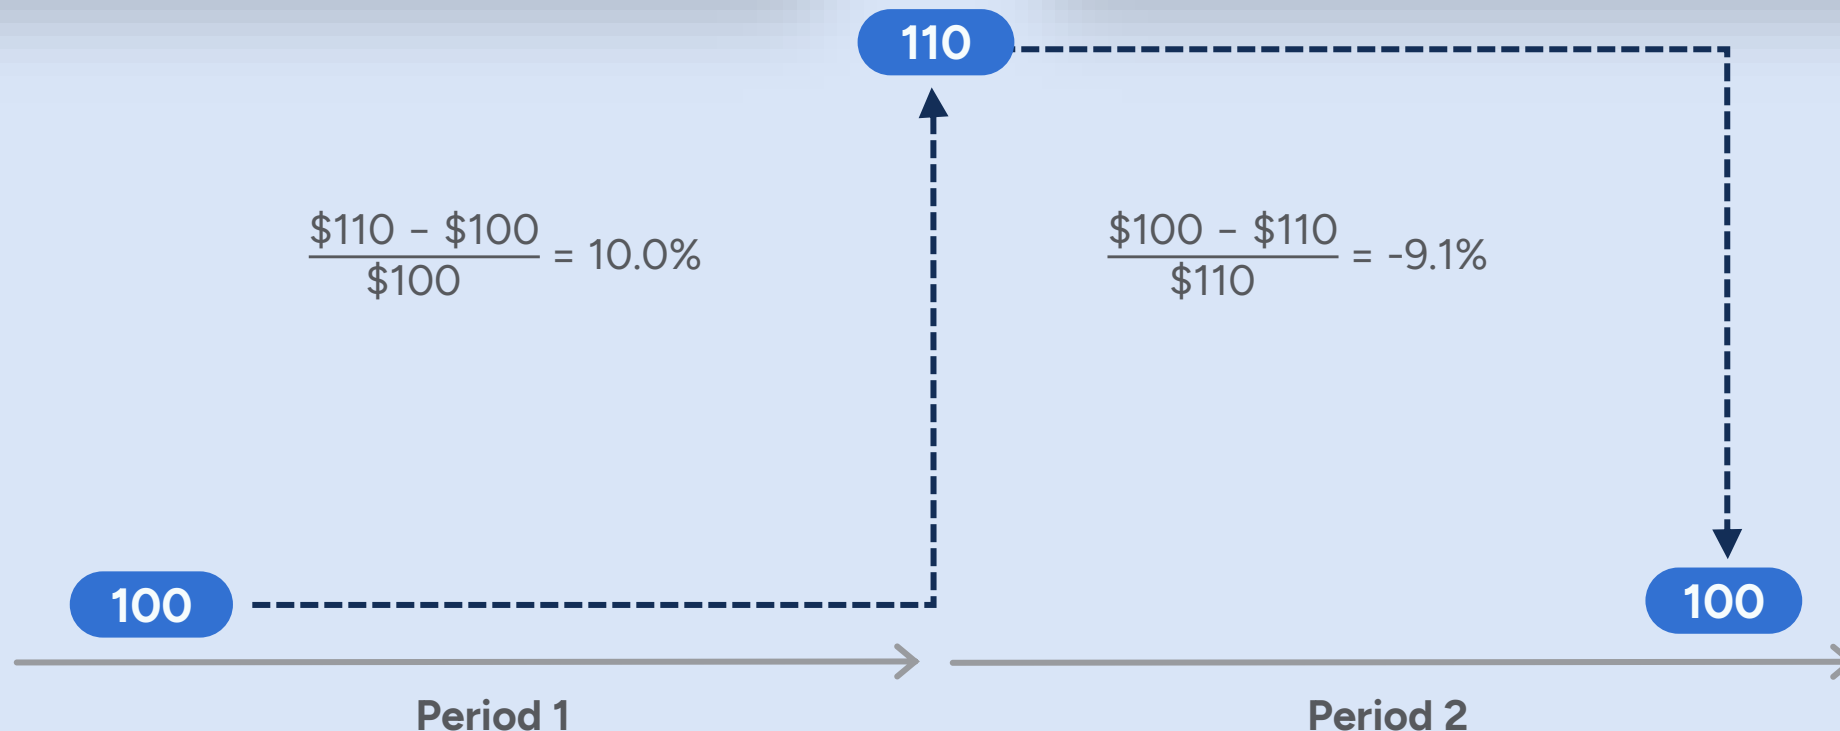 110
$110 – $100
$100
= 10.0%
$100 – $110
$110
= -9.1%
100
100
Period 1
Period 2